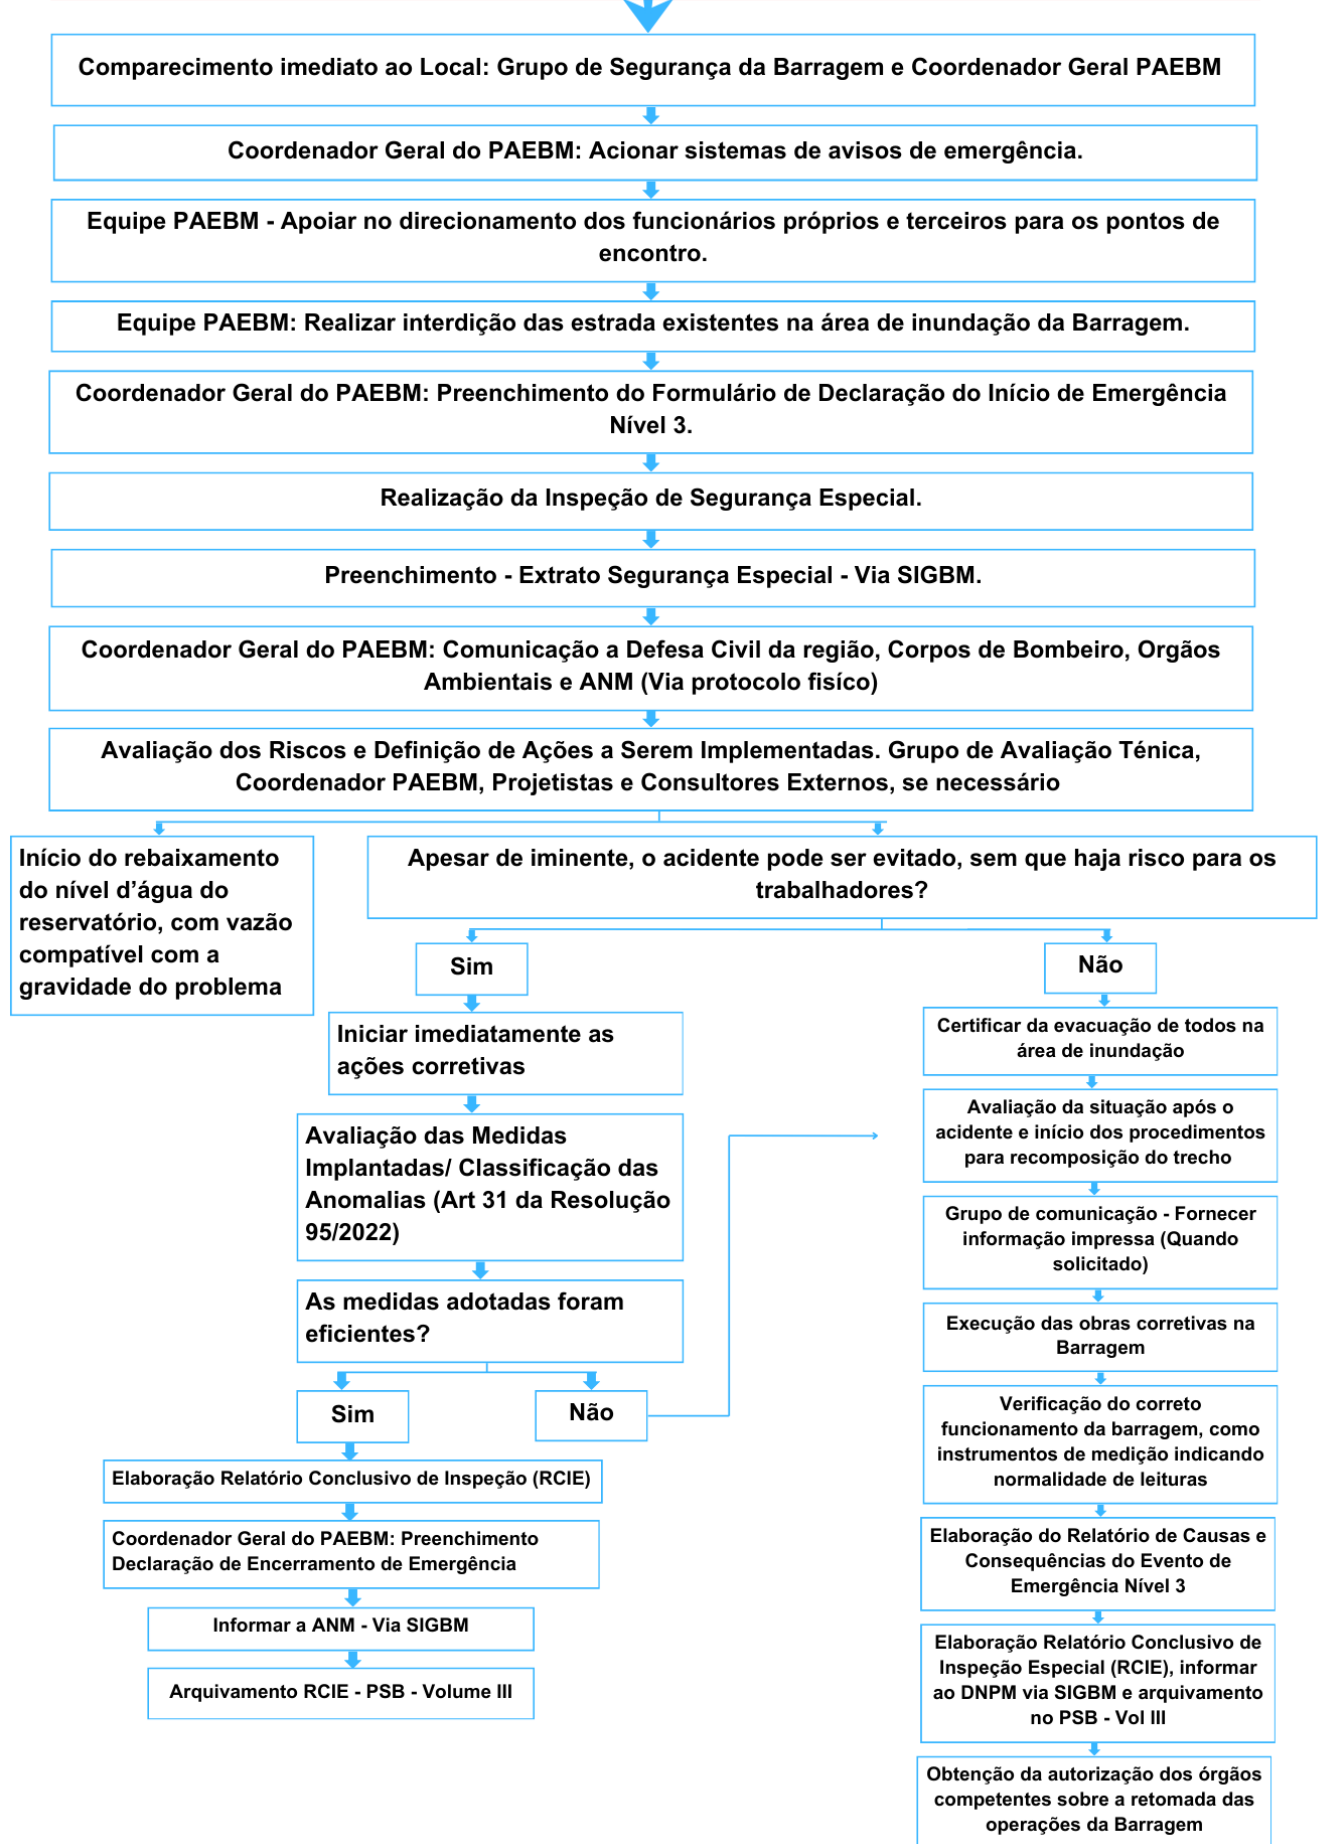 Comparecimento imediato ao Local: Grupo de Segurança da Barragem e Coordenador Geral PAEBM
Coordenador Geral do PAEBM: Acionar sistemas de avisos de emergência.
Equipe PAEBM - Apoiar no direcionamento dos funcionários próprios e terceiros para os pontos de
encontro.
Equipe PAEBM: Realizar interdição das estrada existentes na área de inundação da Barragem.
Coordenador Geral do PAEBM: Preenchimento do Formulário de Declaração do Início de Emergência
Nível 3.
Realização da Inspeção de Segurança Especial.
Preenchimento - Extrato Segurança Especial - Via SIGBM.
Coordenador Geral do PAEBM: Comunicação a Defesa Civil da região, Corpos de Bombeiro, Orgãos
Ambientais e ANM (Via protocolo fisíco)
Avaliação dos Riscos e Definição de Ações a Serem Implementadas. Grupo de Avaliação Ténica,
Coordenador PAEBM, Projetistas e Consultores Externos, se necessário
Início do rebaixamento
do nível d'água do
reservatório, com vazão
compatível com a
gravidade do problema
Apesar de iminente, o acidente pode ser evitado, sem que haja risco para os
trabalhadores?
Sim
Iniciar imediatamente as
ações corretivas
Avaliação das Medidas
Implantadas/ Classificação das
Anomalias (Art 31 da Resolução
95/2022)
As medidas adotadas foram
eficientes?
Sim
Não
Elaboração Relatório Conclusivo de Inspeção (RCIE)
Coordenador Geral do PAEBM: Preenchimento
Declaração de Encerramento de Emergência
Informar a ANM - Via SIGBM
Arquivamento RCIE - PSB - Volume III
Não
Certificar da evacuação de todos na
área de inundação
Avaliação da situação após o
acidente e início dos procedimentos
para recomposição do trecho
Grupo de comunicação - Fornecer
informação impressa (Quando
solicitado)
Execução das obras corretivas na
Barragem
Verificação do correto
funcionamento da barragem, como
instrumentos de medição indicando
normalidade de leituras
Elaboração do Relatório de Causas e
Consequências do Evento de
Emergência Nível 3
Elaboração Relatório Conclusivo de
Inspeção Especial (RCIE), informar
ao DNPM via SIGBM e arquivamento
no PSB - Vol III
Obtenção da autorização dos órgãos
competentes sobre a retomada das
operações da Barragem